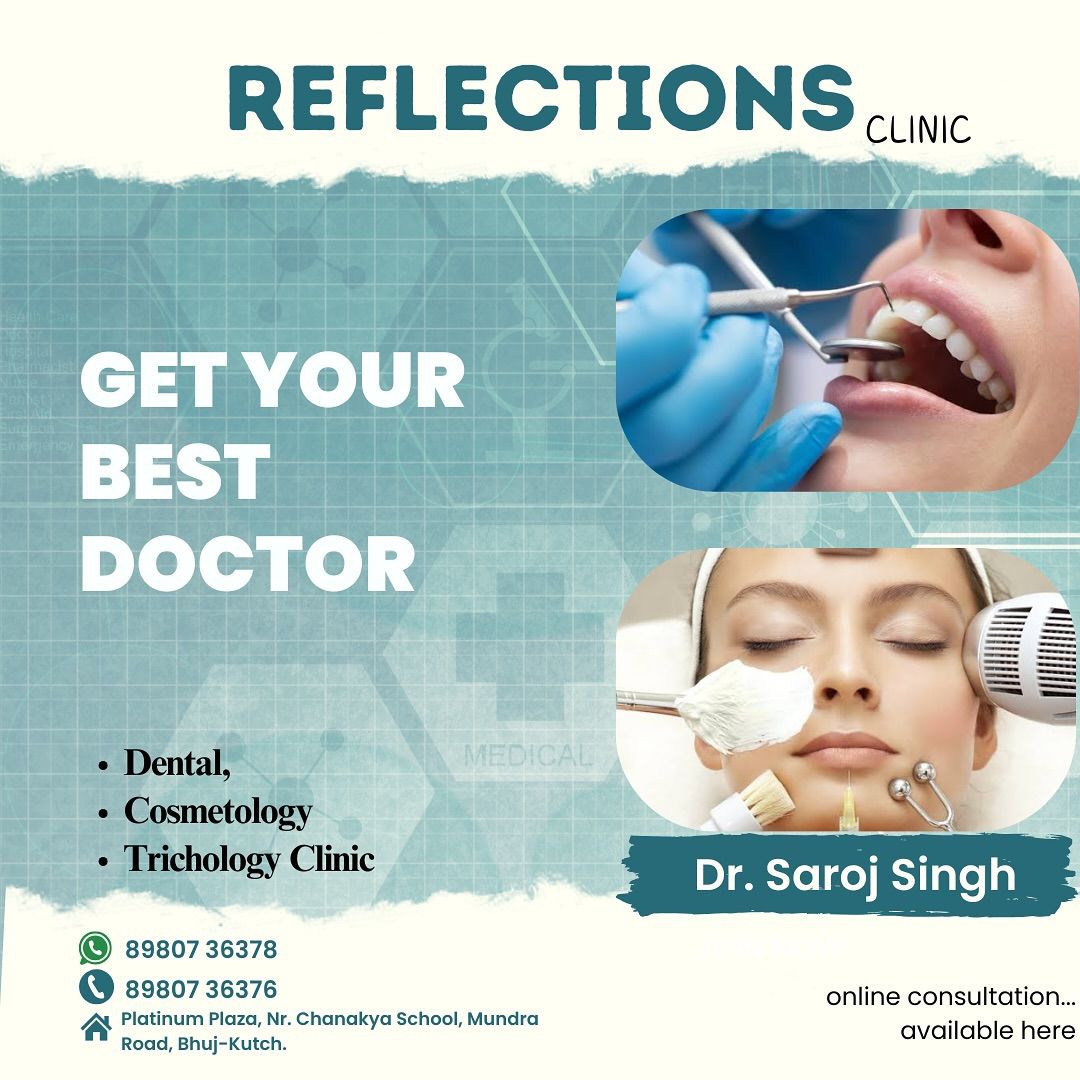 REFLECTIONS CLINIC
GET YOUR
BEST
DOCTOR
MEDICAL
• Dental,
• Cosmetology
• Trichology Clinic
Dr. Saroj Singh
89807 36378
89807 36376
Platinum Plaza, Nr. Chanakya School, Mundra
Road, Bhuj-Kutch.
online consultation...
available here